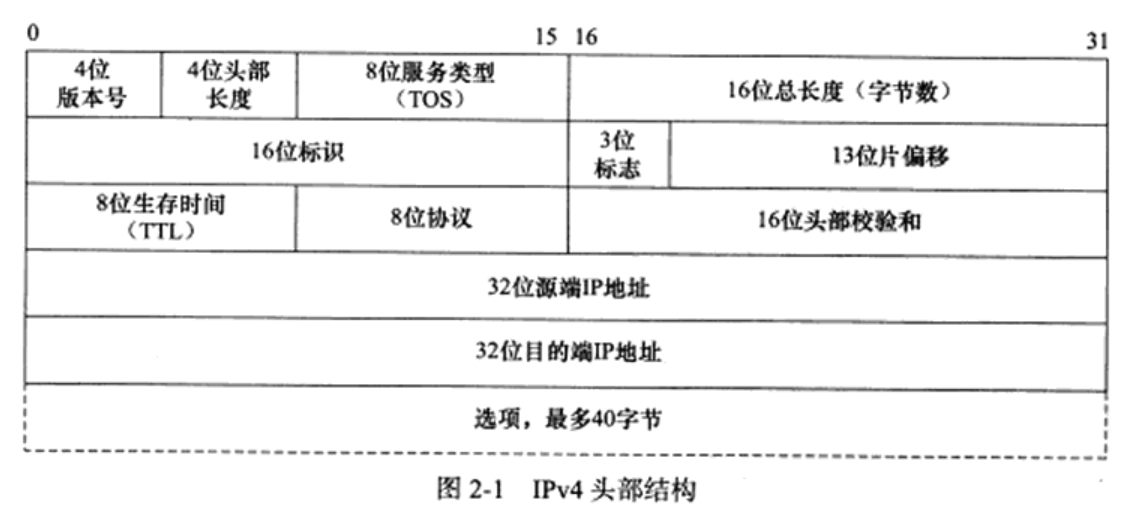 0 15 16 31
4位
版本号
4位头部
长度
8位服务类型
（TOS）
16位总长度（字节数）
16位标识
3位
标志
13位片偏移
8位生存时间
（TTL）
8位协议
16位头部校验和
32位源端IP地址
32位目的端IP地址
选项，最多40字节
图 2-1 IPv4 头部结构